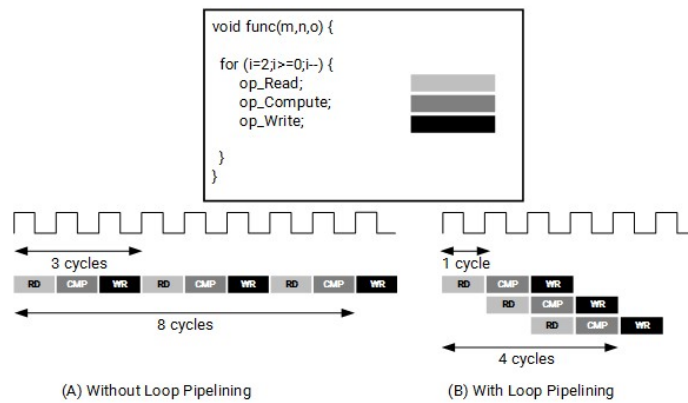 void func(m,n,o) {
for (i=2;i>=0;i--) {
op_Read;
op_Compute;
op_Write;
}
}
3 cycles
1 cycle
RD CMP WR RD CMP WR RD CMP WR
RD CMP WR
RD CMP WR
RD CMP WR
8 cycles
4 cycles
(A) Without Loop Pipelining
(B) With Loop Pipelining